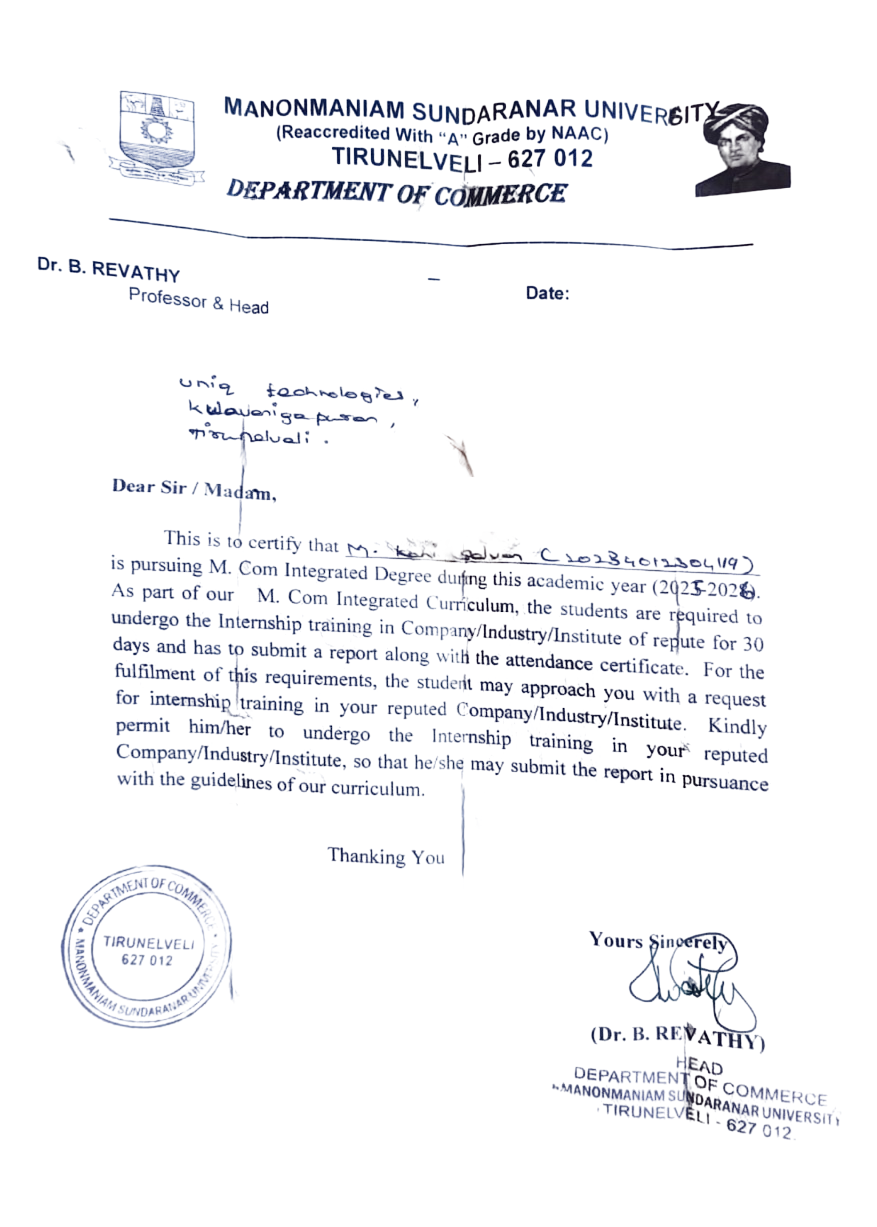 MANONMANIAM SUNDARANAR UNIVERSITY
(Reaccredited With "A" Grade by NAAC)
TIRUNELVELI – 627 012
DEPARTMENT OF COMMERCE
Dr. B. REVATHY
Professor & Head
–
Date:
uniq technologies,
kulavanigapuram,
Tirunelveli.
Dear Sir / Madam,
This is to certify that M. selvan (20234012304119)
is pursuing M. Com Integrated Degree during this academic year (2025-2026).
As part of our M. Com Integrated Curriculum, the students are required to
undergo the Internship training in Company/Industry/Institute of repute for 30
days and has to submit a report along with the attendance certificate. For the
fulfilment of this requirements, the student may approach you with a request
for internship training in your reputed Company/Industry/Institute. Kindly
permit him/her to undergo the Internship training in your reputed
Company/Industry/Institute, so that he/she may submit the report in pursuance
with the guidelines of our curriculum.
Thanking You
* DEPARTMENT OF COMMERCE *
MANONMANIAM SUNDARANAR UNIVERSITY
TIRUNELVELI
627 012
Yours Sincerely
(Dr. B. REVATHY)
HEAD
DEPARTMENT OF COMMERCE
MANONMANIAM SUNDARANAR UNIVERSITY
TIRUNELVELI - 627 012.